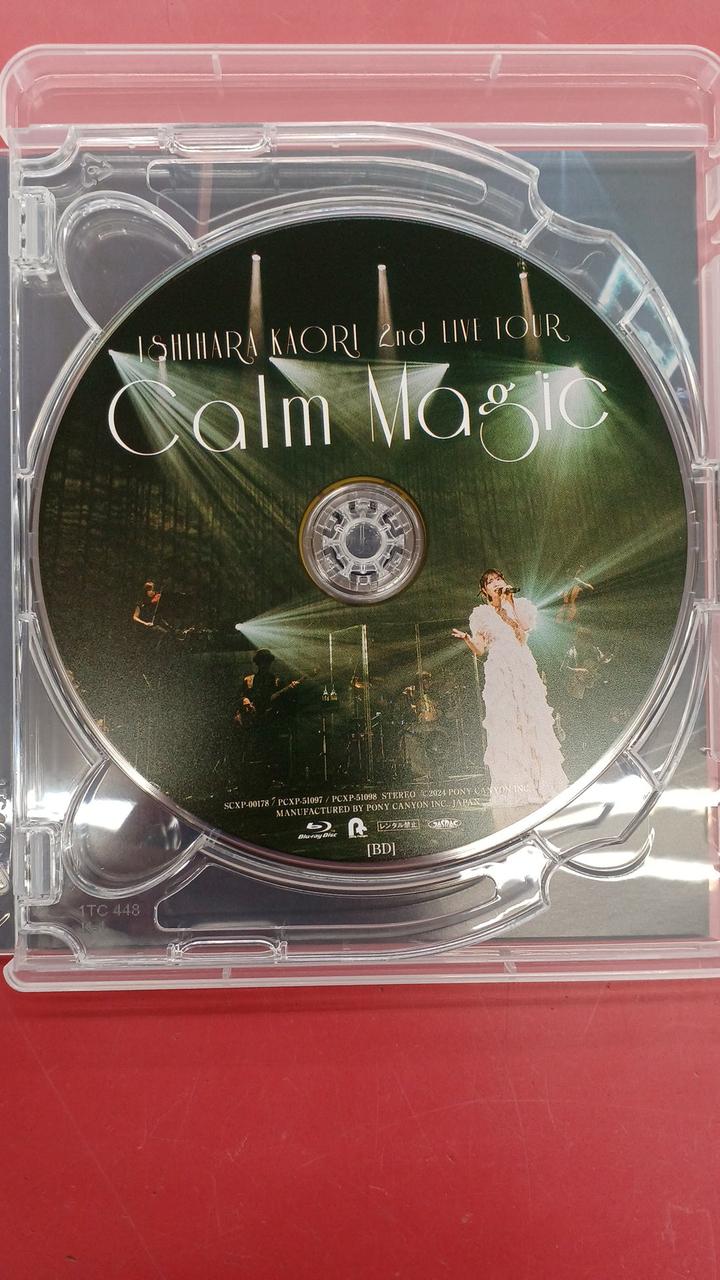 ISHIHARA KAORI 2nd LIVE TOUR
Calm Magic
SCXP-00178 / PCXP-51097 / PCXP-51098 STEREO ©2024 PONY CANYON INC.
MANUFACTURED BY PONY CANYON INC. JAPAN
Blu-ray Disc レンタル禁止 JASRAC
[BD]
1TC 448